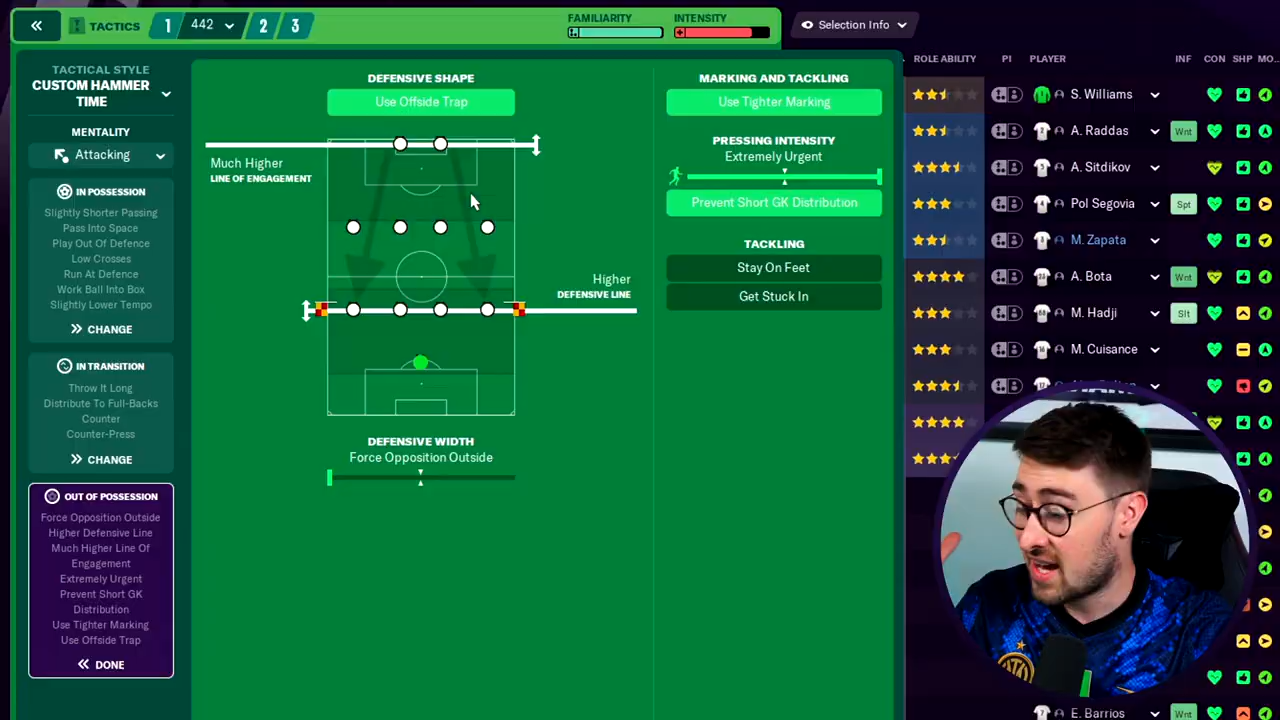 TACTICS
1
442
2
3
FAMILIARITY
INTENSITY
Selection Info
TACTICAL STYLE
CUSTOM HAMMER
TIME
MENTALITY
Attacking
IN POSSESSION
Slightly Shorter Passing
Pass Into Space
Play Out Of Defence
Low Crosses
Run At Defence
Work Ball Into Box
Slightly Lower Tempo
CHANGE
IN TRANSITION
Throw It Long
Distribute To Full-Backs
Counter
Counter-Press
CHANGE
OUT OF POSSESSION
Force Opposition Outside
Higher Defensive Line
Much Higher Line Of
Engagement
Extremely Urgent
Prevent Short GK
Distribution
Use Tighter Marking
Use Offside Trap
DONE
DEFENSIVE SHAPE
Use Offside Trap
Much Higher
LINE OF ENGAGEMENT
Higher
DEFENSIVE LINE
DEFENSIVE WIDTH
Force Opposition Outside
MARKING AND TACKLING
Use Tighter Marking
PRESSING INTENSITY
Extremely Urgent
Prevent Short GK Distribution
TACKLING
Stay On Feet
Get Stuck In
ROLE ABILITY PI PLAYER INF CON SHP MO...
S. Williams
A. Raddas Wnt
A. Sitdikov
Pol Segovia Spt
M. Zapata
A. Bota Wnt
M. Hadji Slt
M. Cuisance
E. Barrios Wnt